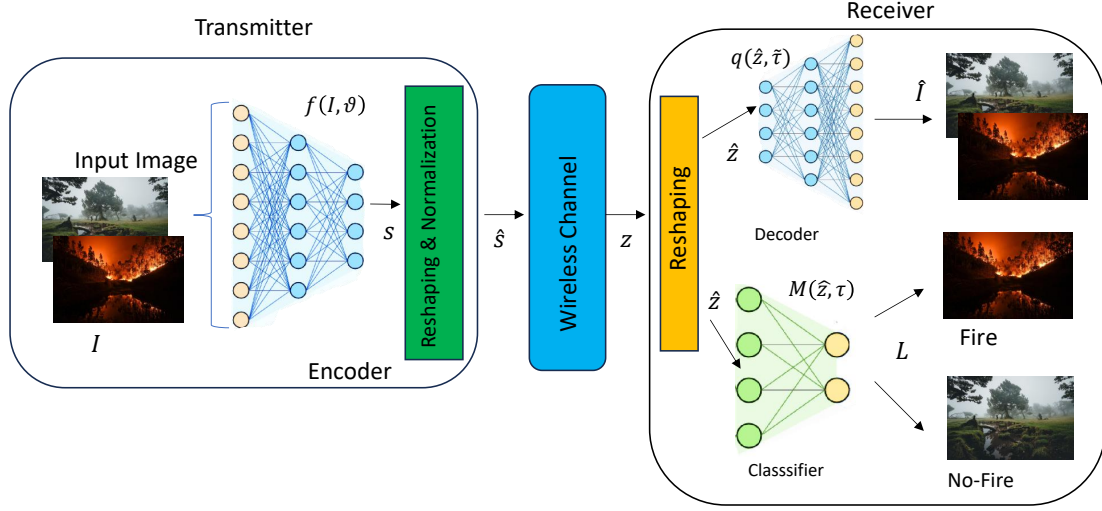 Transmitter
Receiver
Input Image
I
f(I, ϑ)
Encoder
s
Reshaping & Normalization
ŝ
Wireless Channel
z
Reshaping
ẑ
q(ẑ, τ̃)
Decoder
Î
ẑ
M(ẑ, τ)
Classsifier
L
Fire
No-Fire